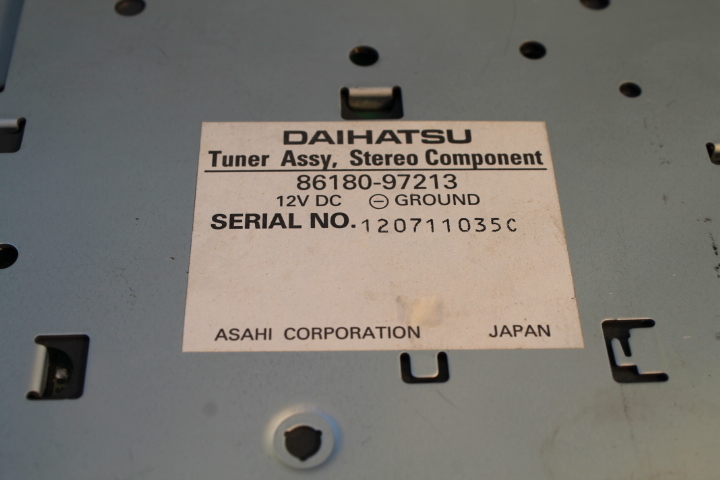 DAIHATSU
Tuner Assy, Stereo Component
86180-97213
12V DC ⊖ GROUND
SERIAL NO. 120711035C
ASAHI CORPORATION JAPAN